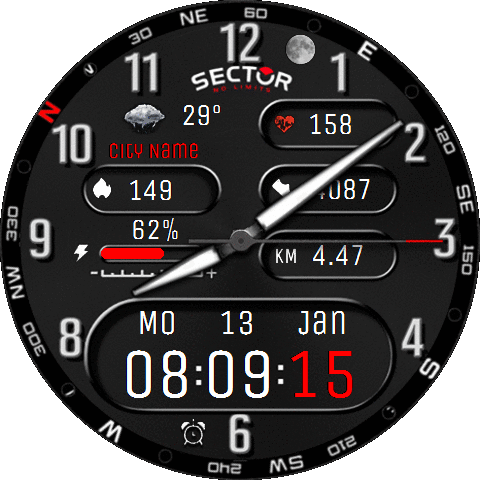 60
NE
E
30
N
12
11
1
SECTOR
NO LIMITS
29°
158
10
2
120
City Name
149
087
SE
62%
330
9
3
KM 4.47
150
NW
- +
300
8
Mo 13 Jan
4
08:09:15
S
W
6
240
SW
210